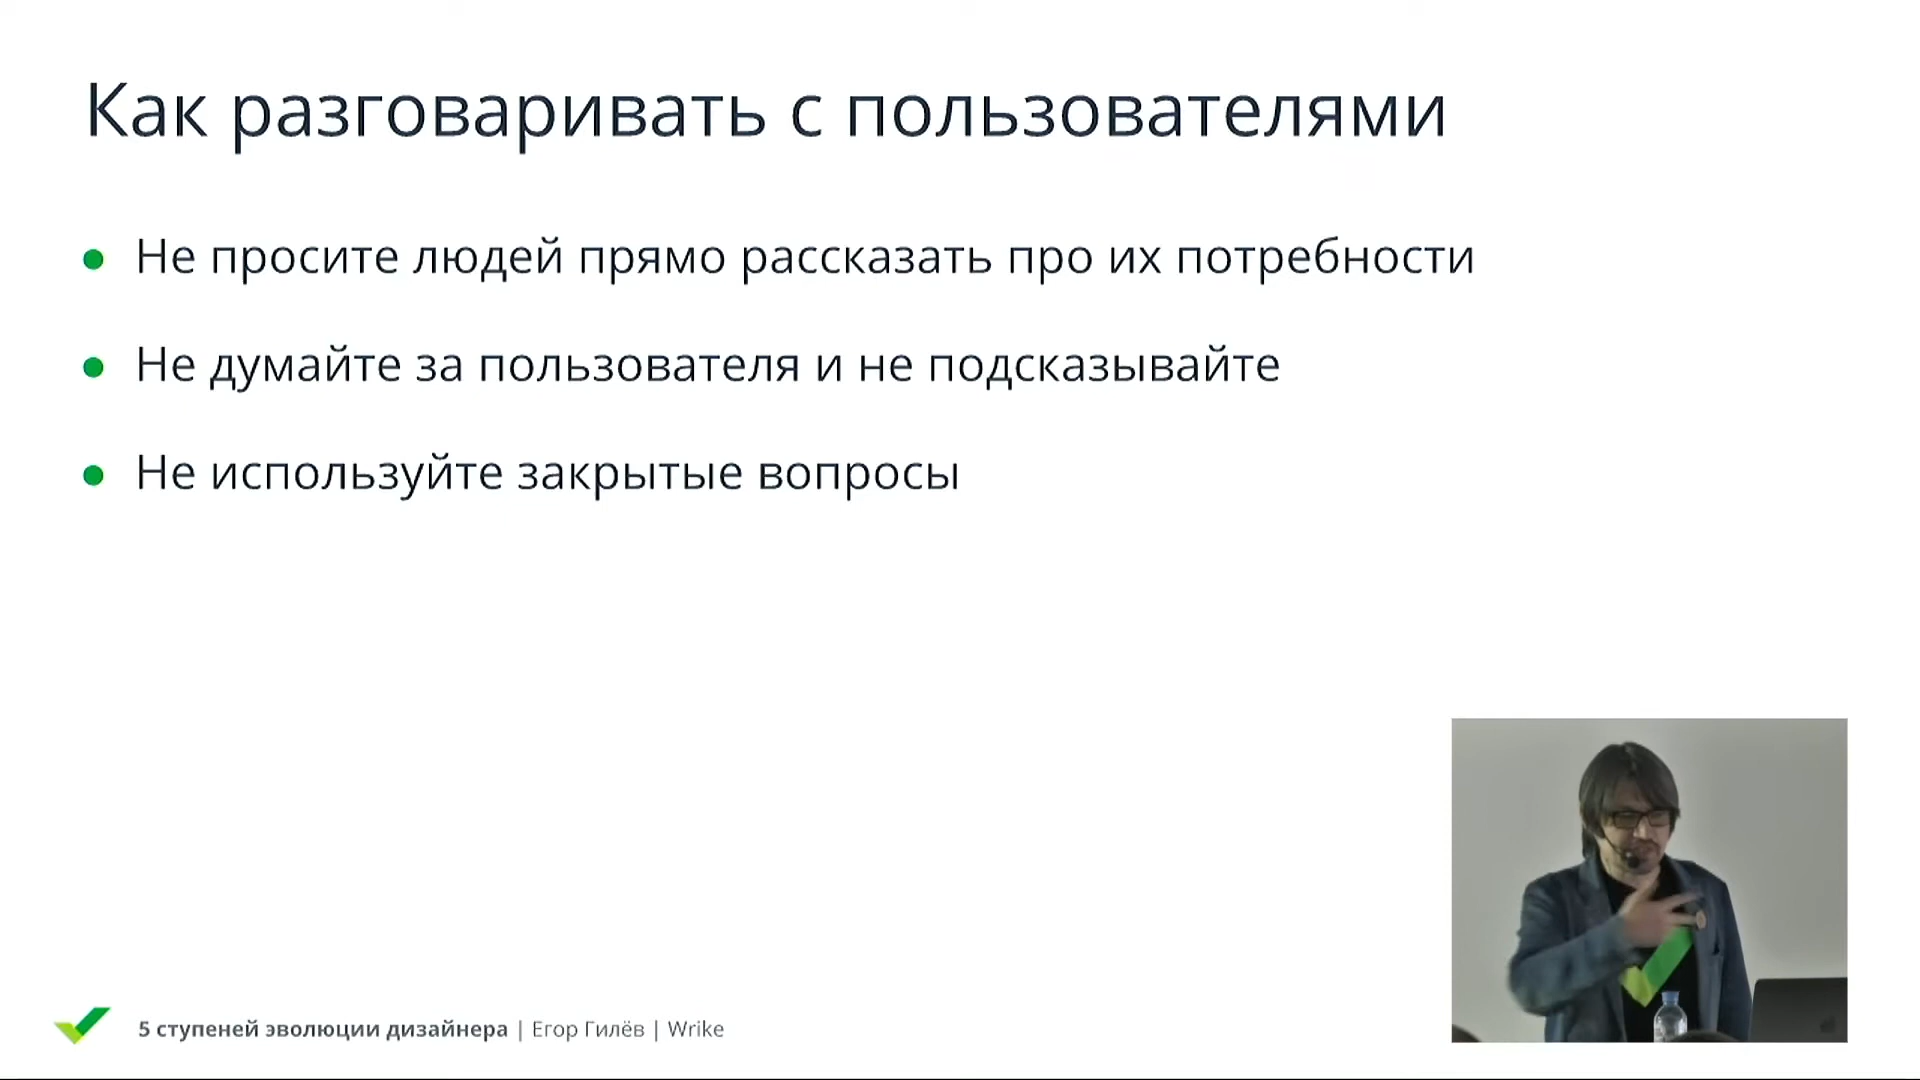 Как разговаривать с пользователями
Не просите людей прямо рассказать про их потребности
Не думайте за пользователя и не подсказывайте
Не используйте закрытые вопросы
5 ступеней эволюции дизайнера | Егор Гилёв | Wrike